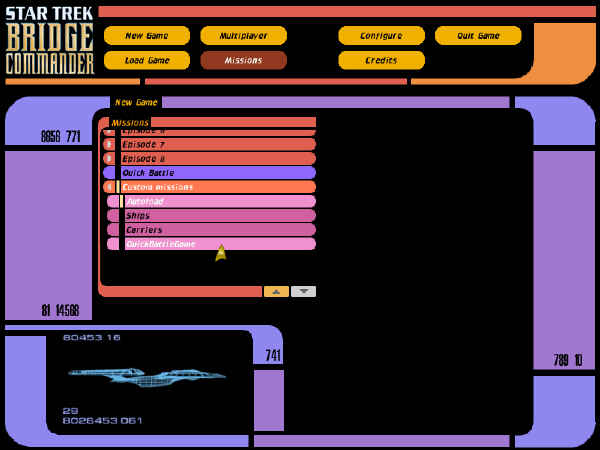 STAR TREK
BRIDGE
COMMANDER
New Game
Multiplayer
Configure
Quit Game
Load Game
Missions
Credits
New Game
8856 771
Missions
Episode 7
Episode 8
Quick Battle
Custom missions
Autoload
Ships
Carriers
QuickBattleGame
81 14568
80453.16
741
789 10
29
8026453.061